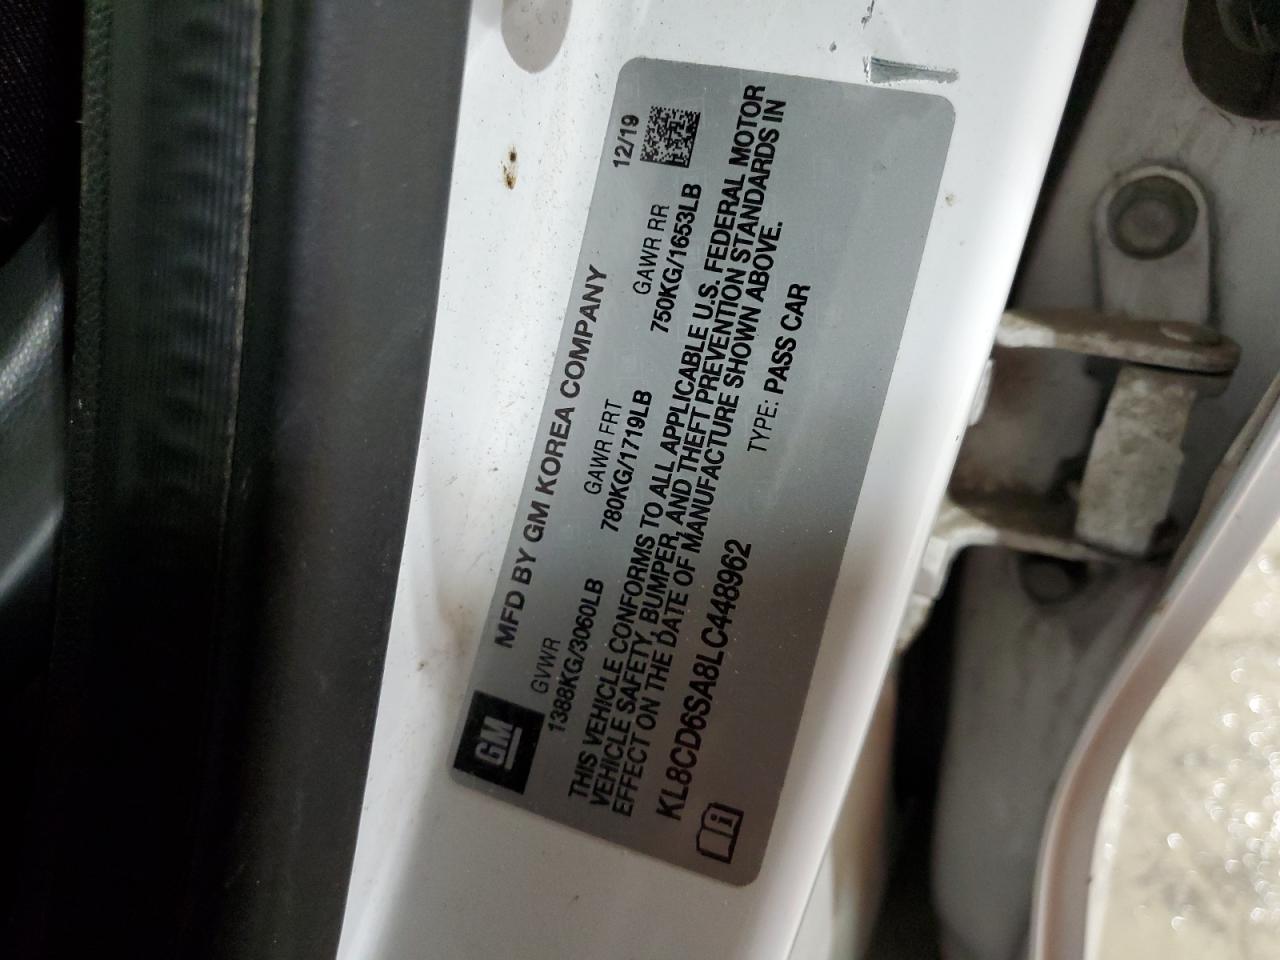 MFD BY GM KOREA COMPANY 12/19
GM
GVWR GAWR FRT GAWR RR
1388KG/3060LB 780KG/1719LB 750KG/1653LB
THIS VEHICLE CONFORMS TO ALL APPLICABLE U.S. FEDERAL MOTOR
VEHICLE SAFETY, BUMPER, AND THEFT PREVENTION STANDARDS IN
EFFECT ON THE DATE OF MANUFACTURE SHOWN ABOVE.
KL8CD6SA8LC448962 TYPE: PASS CAR
i